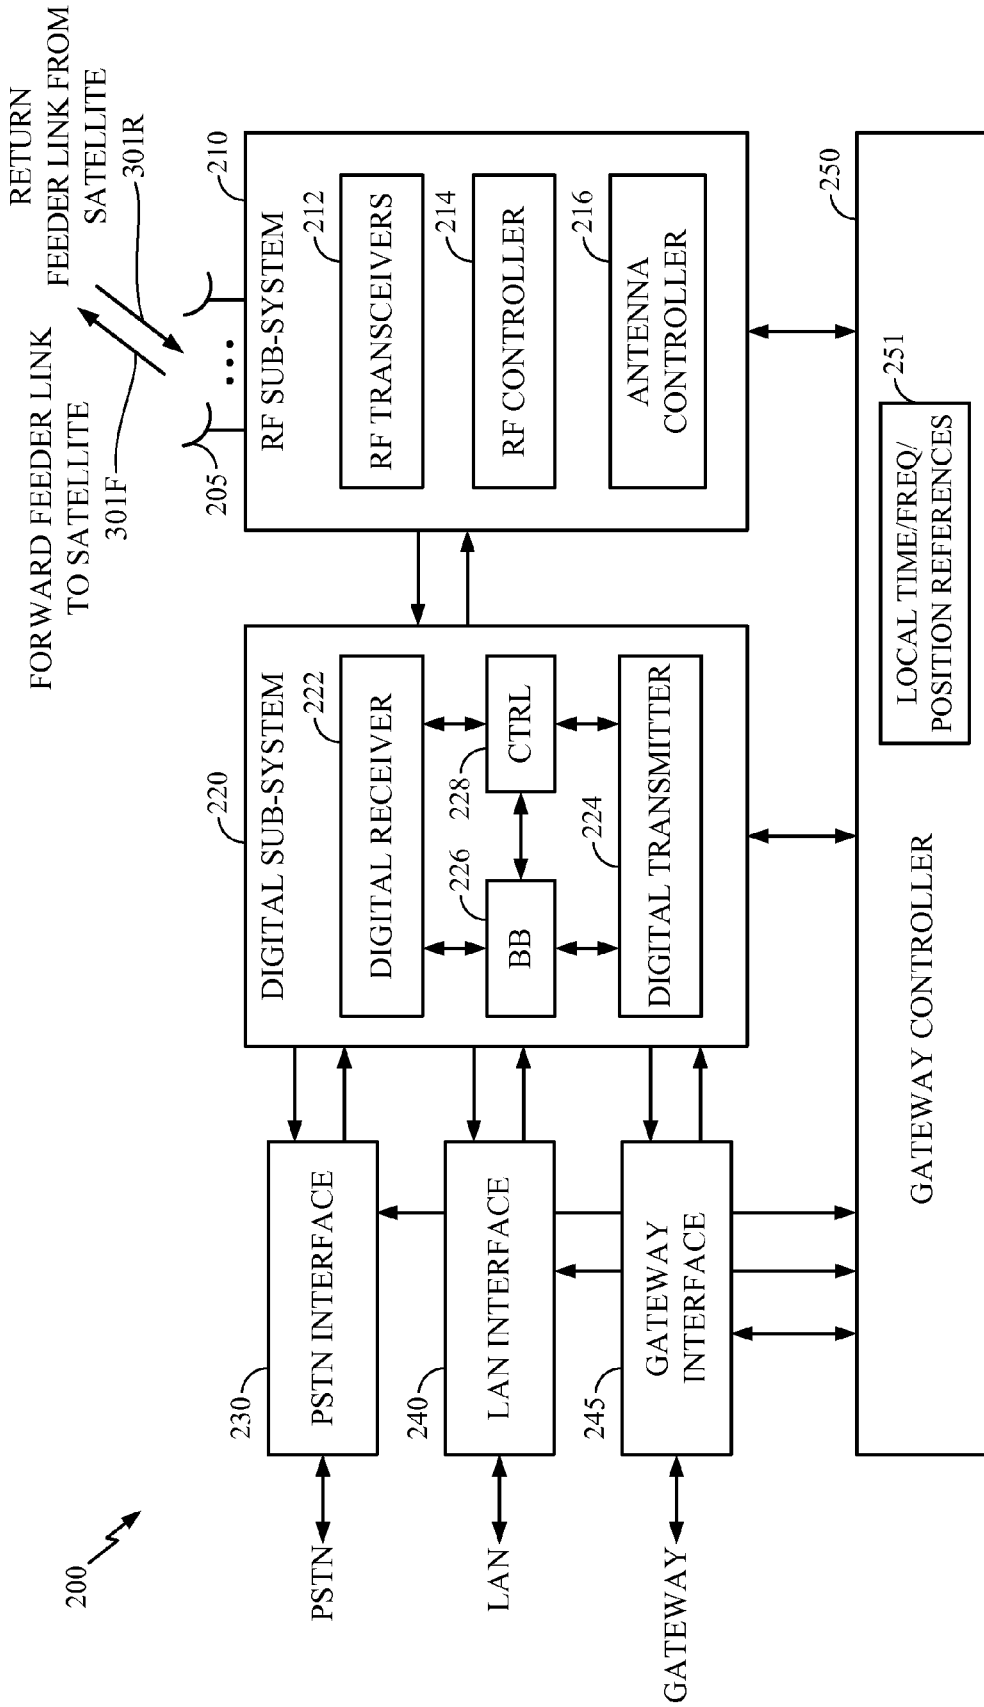 200
FORWARD FEEDER LINK
TO SATELLITE
301F
RETURN
FEEDER LINK FROM
SATELLITE
301R
205
210
RF SUB-SYSTEM
212
RF TRANSCEIVERS
214
RF CONTROLLER
216
ANTENNA
CONTROLLER
220
DIGITAL SUB-SYSTEM
222
DIGITAL RECEIVER
226
BB
228
CTRL
224
DIGITAL TRANSMITTER
PSTN
230
PSTN INTERFACE
LAN
240
LAN INTERFACE
GATEWAY
245
GATEWAY
INTERFACE
250
GATEWAY CONTROLLER
251
LOCAL TIME/FREQ/
POSITION REFERENCES